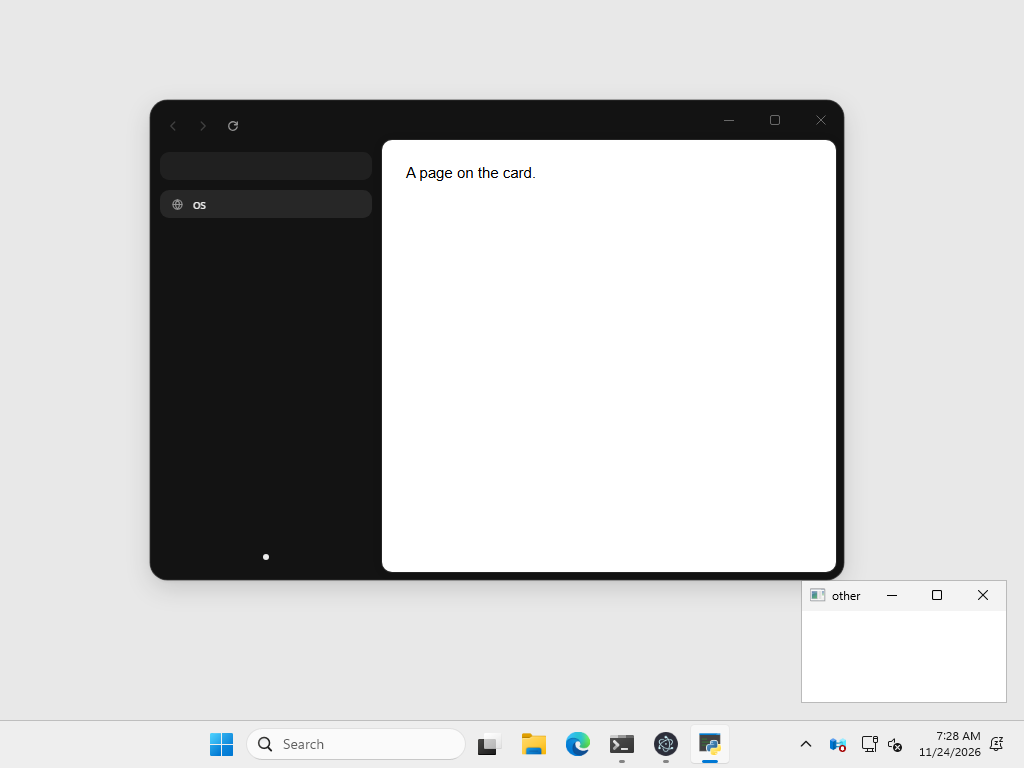 A page on the card.
os
other
Search
7:28 AM
11/24/2026